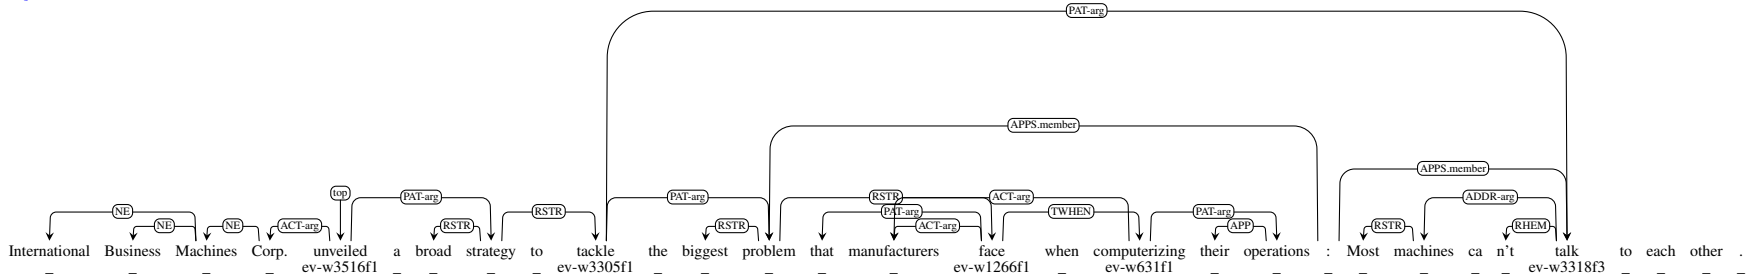 PAT-arg
APPS.member
APPS.member
top PAT-arg PAT-arg RSTR ACT-arg ADDR-arg
NE RSTR PAT-arg TWHEN PAT-arg
NE NE ACT-arg RSTR RSTR ACT-arg APP RSTR RHEM
International Business Machines Corp. unveiled a broad strategy to tackle the biggest problem that manufacturers face when computerizing their operations : Most machines ca n't talk to each other .
_ _ _ _ ev-w3516f1 _ _ _ _ ev-w3305f1 _ _ _ _ _ ev-w1266f1 _ ev-w631f1 _ _ _ _ _ _ _ ev-w3318f3 _ _ _ _